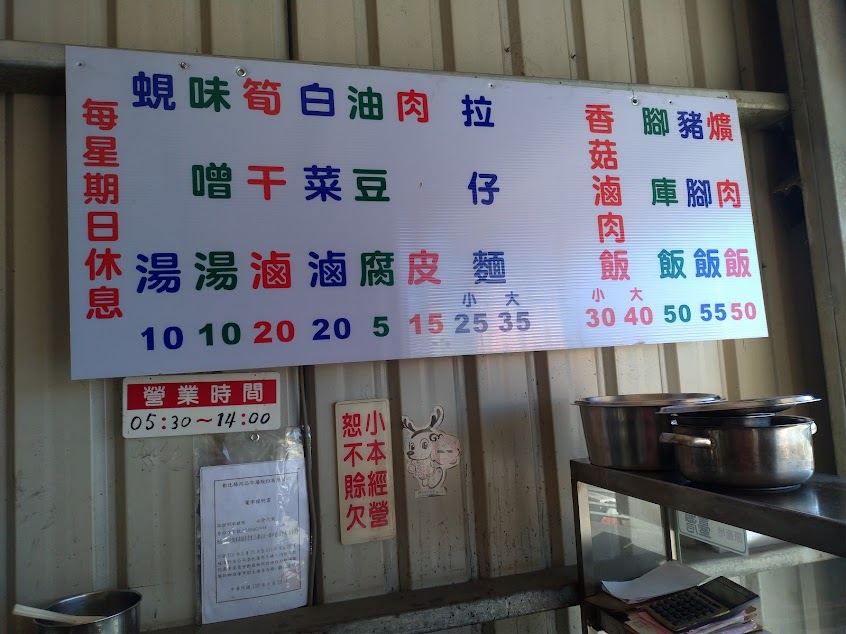 爌肉飯 50
豬腳飯 55
腳庫飯 50
香菇滷肉飯 小 30 大 40
拉仔麵 小 25 大 35
肉皮 15
油豆腐 5
白菜滷 20
筍干滷 20
味噌湯 10
蜆湯 10
每星期日休息
營業時間
05:30～14:00
小本經營
恕不賒欠